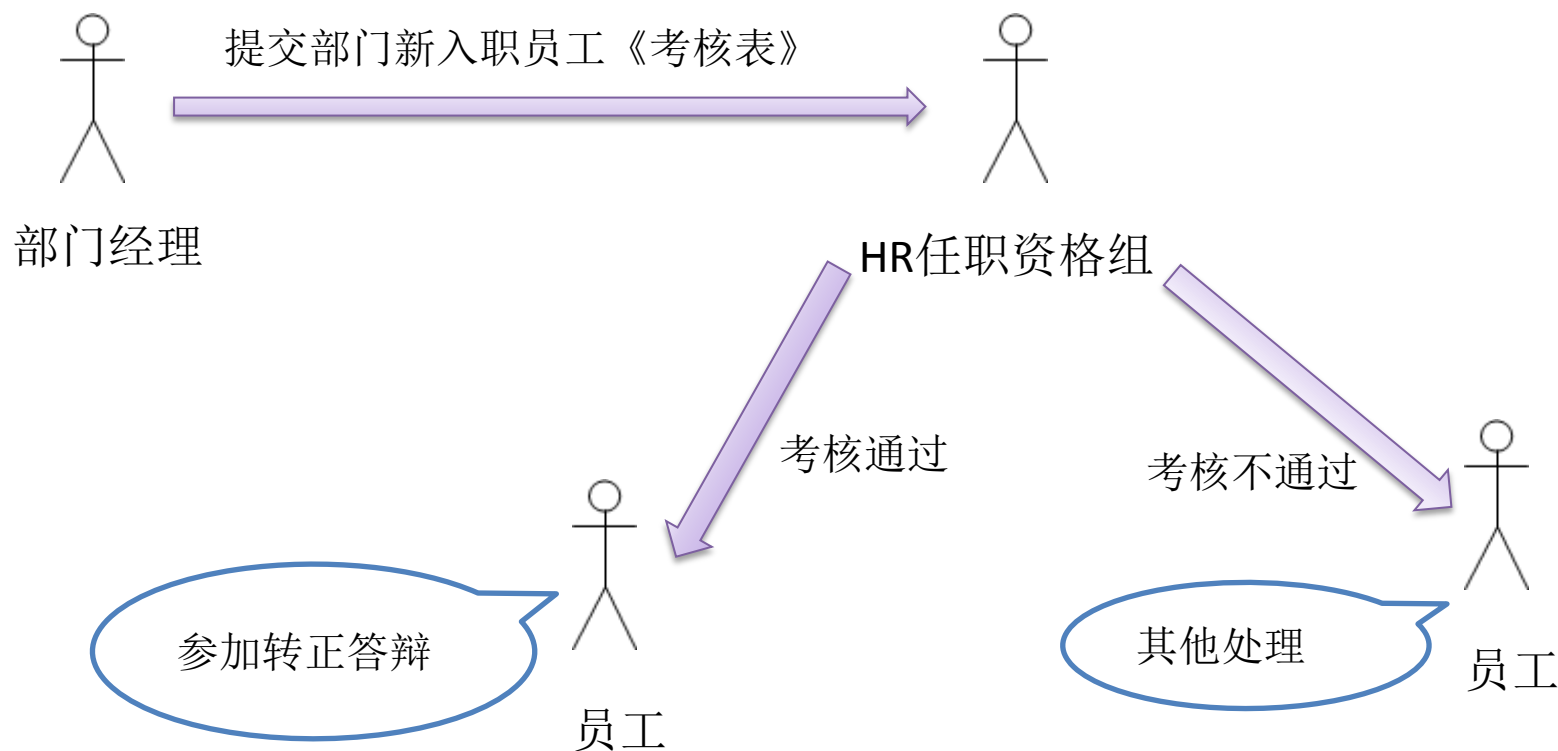 提交部门新入职员工《考核表》
部门经理
HR任职资格组
考核通过
考核不通过
参加转正答辩
其他处理
员工
员工